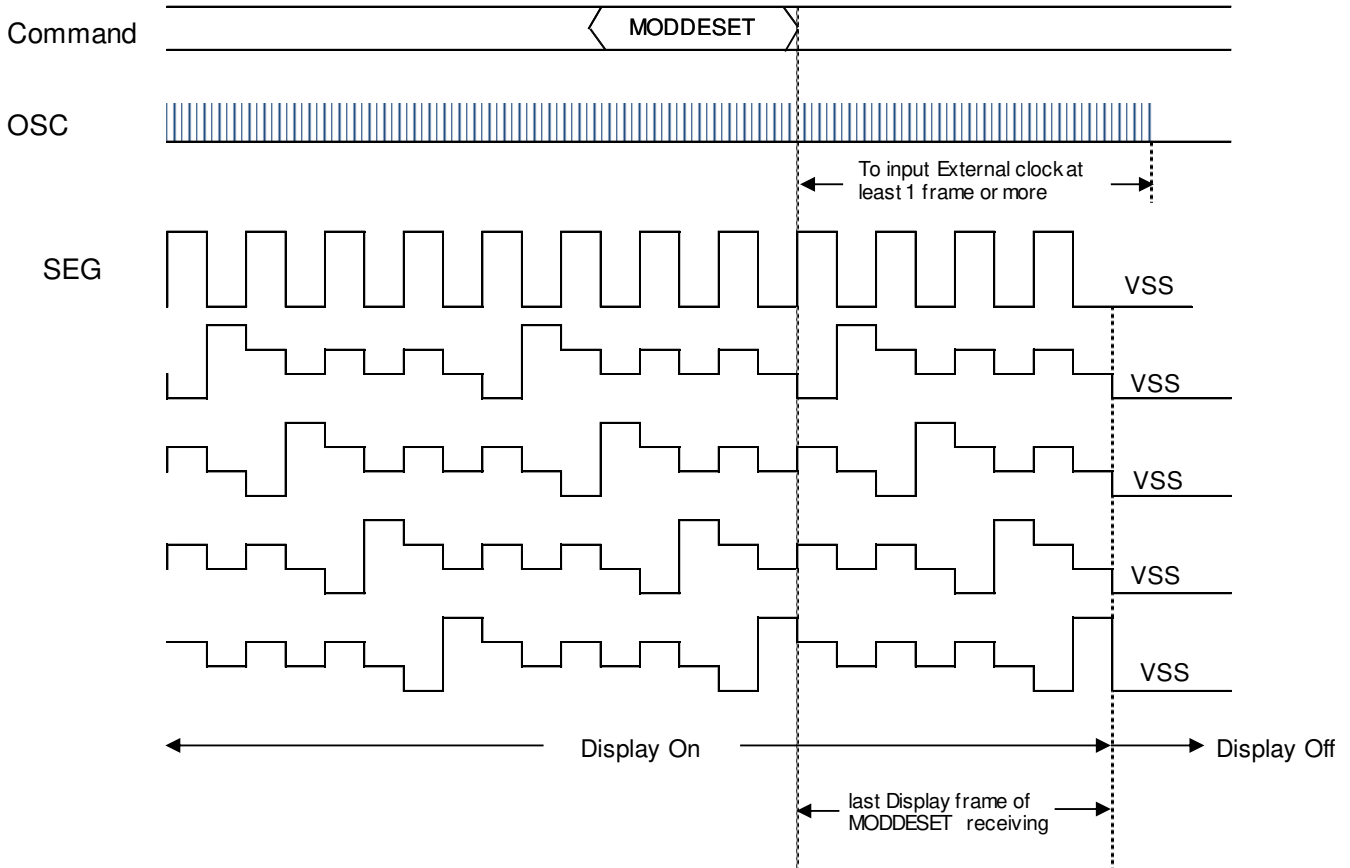 Command
MODDESET
OSC
To input External clock at
least 1 frame or more
SEG
VSS
VSS
VSS
VSS
VSS
Display On
Display Off
last Display frame of
MODDESET receiving